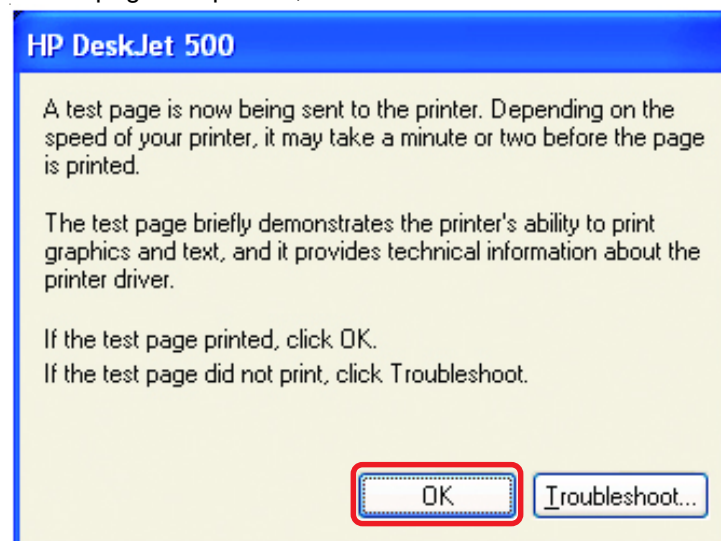 HP DeskJet 500
A test page is now being sent to the printer. Depending on the
speed of your printer, it may take a minute or two before the page
is printed.
The test page briefly demonstrates the printer's ability to print
graphics and text, and it provides technical information about the
printer driver.
If the test page printed, click OK.
If the test page did not print, click Troubleshoot.
OK
Troubleshoot...